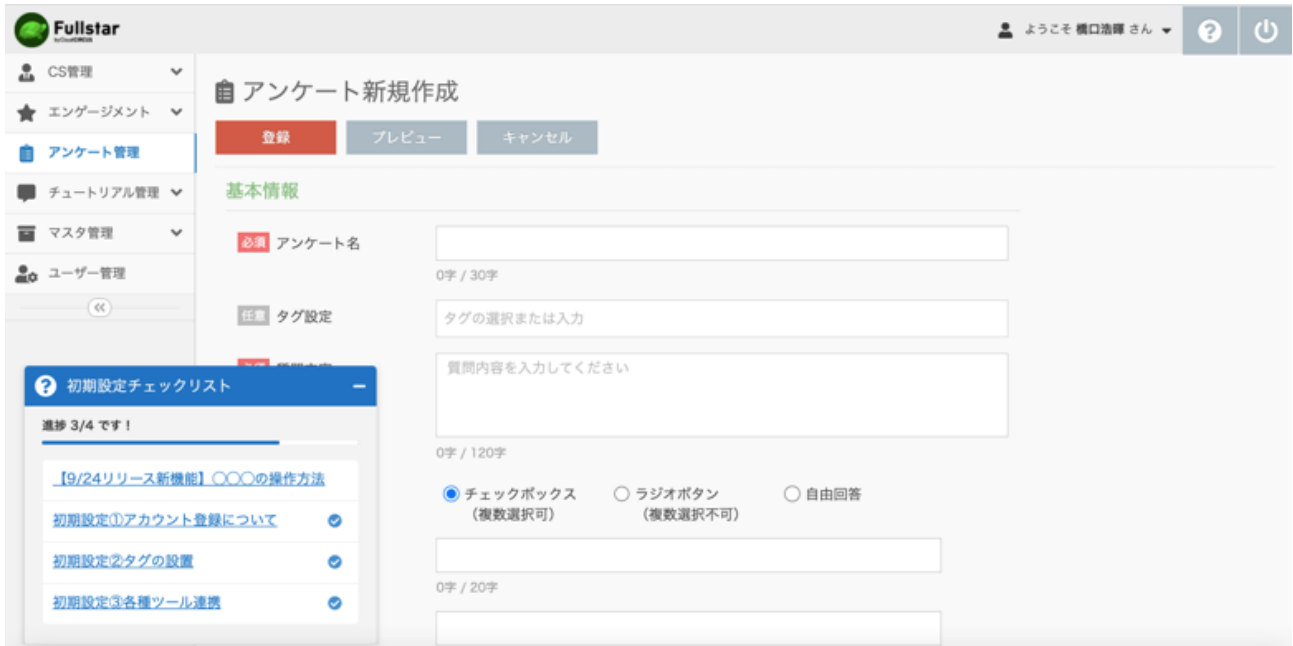 Fullstar
by CloudCIRCUS
ようこそ 橋口浩暉 さん
CS管理
エンゲージメント
アンケート管理
チュートリアル管理
マスタ管理
ユーザー管理
アンケート新規作成
登録
プレビュー
キャンセル
基本情報
必須 アンケート名
0字 / 30字
任意 タグ設定
タグの選択または入力
質問内容を入力してください
0字 / 120字
チェックボックス
(複数選択可)
ラジオボタン
(複数選択不可)
自由回答
0字 / 20字
初期設定チェックリスト
進捗 3/4 です!
【9/24リリース新機能】○○○の操作方法
初期設定①アカウント登録について
初期設定②タグの設置
初期設定③各種ツール連携